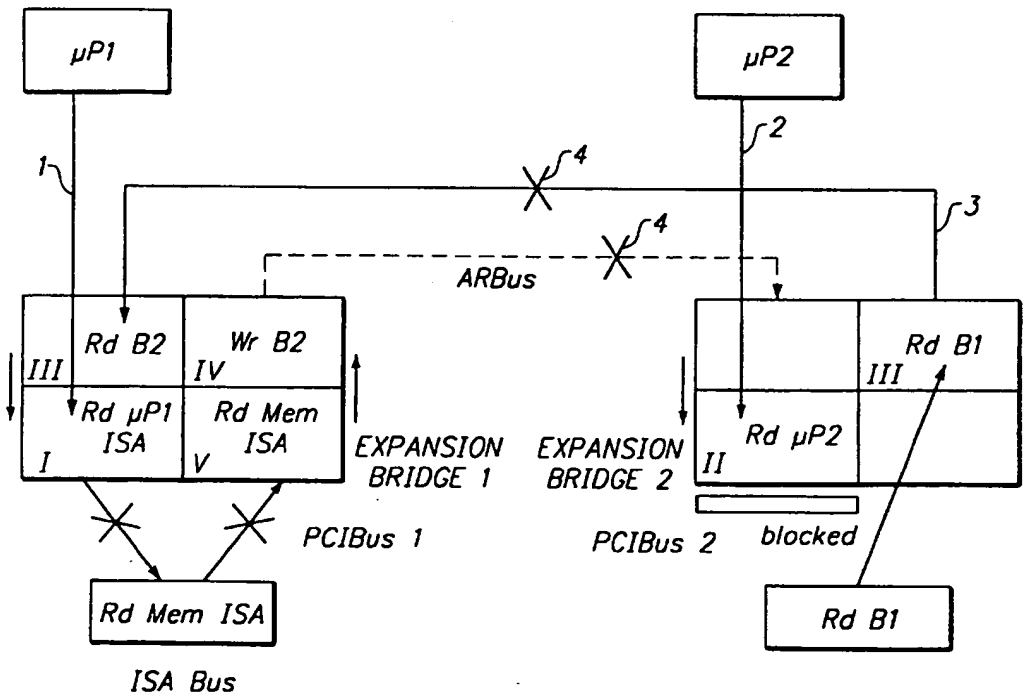 µP1
µP2
1
4
2
4
3
ARBus
Rd B2
III
Wr B2
IV
Rd µP1
ISA
I
Rd Mem
ISA
V
EXPANSION
BRIDGE 1
EXPANSION
BRIDGE 2
Rd B1
III
Rd µP2
II
PCIBus 1
PCIBus 2
blocked
Rd Mem ISA
Rd B1
ISA Bus